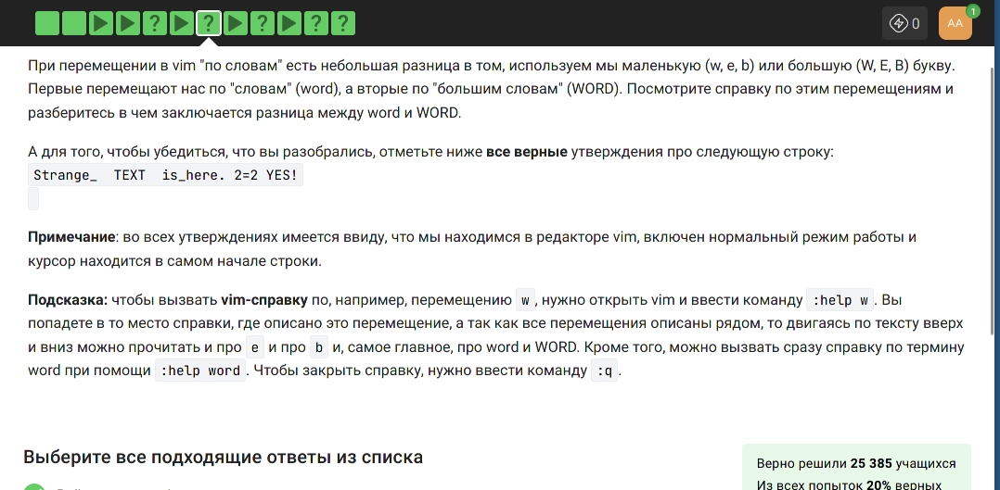 ? ? ? ? ?
0
AA
1
При перемещении в vim "по словам" есть небольшая разница в том, используем мы маленькую (w, e, b) или большую (W, E, B) букву.
Первые перемещают нас по "словам" (word), а вторые по "большим словам" (WORD). Посмотрите справку по этим перемещениям и
разберитесь в чем заключается разница между word и WORD.
А для того, чтобы убедиться, что вы разобрались, отметьте ниже все верные утверждения про следующую строку:
Strange_  TEXT  is_here. 2=2 YES!
Примечание: во всех утверждениях имеется ввиду, что мы находимся в редакторе vim, включен нормальный режим работы и
курсор находится в самом начале строки.
Подсказка: чтобы вызвать vim-справку по, например, перемещению w, нужно открыть vim и ввести команду :help w. Вы
попадете в то место справки, где описано это перемещение, а так как все перемещения описаны рядом, то двигаясь по тексту вверх
и вниз можно прочитать и про e и про b и, самое главное, про word и WORD. Кроме того, можно вызвать сразу справку по термину
word при помощи :help word. Чтобы закрыть справку, нужно ввести команду :q.
Выберите все подходящие ответы из списка
Верно решили 25 385 учащихся
Из всех попыток 20% верных